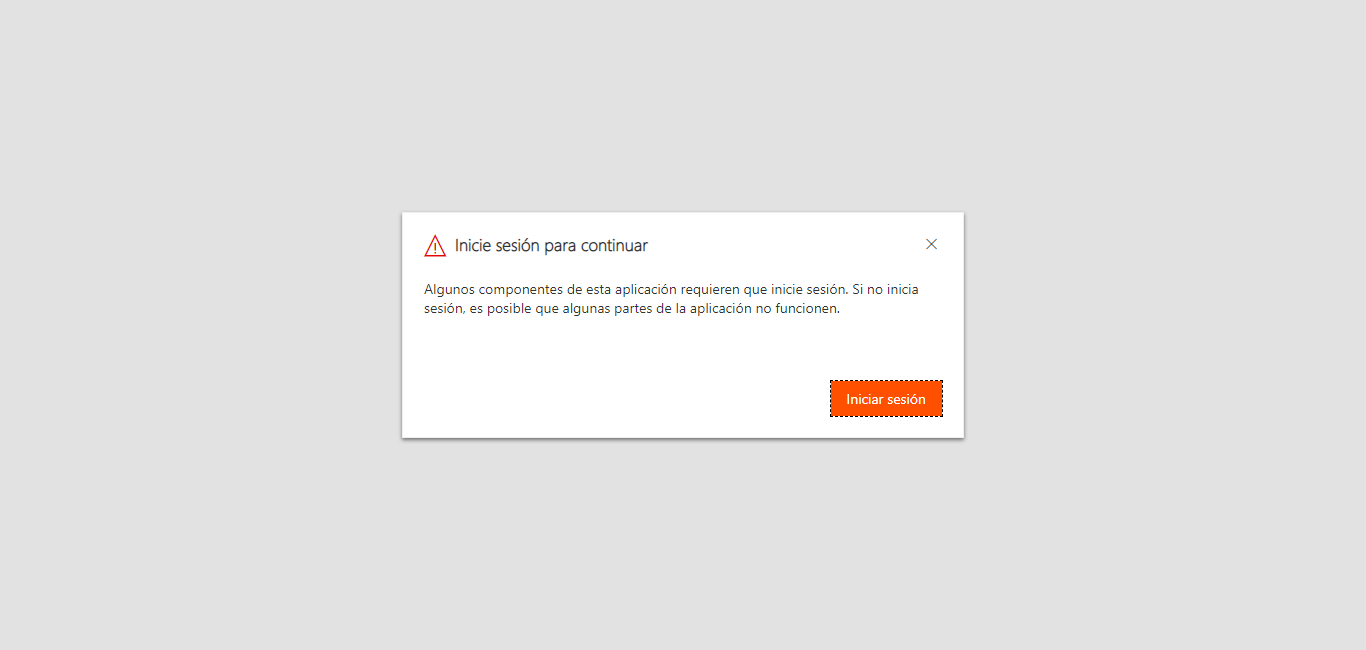 Inicie sesión para continuar
Algunos componentes de esta aplicación requieren que inicie sesión. Si no inicia
sesión, es posible que algunas partes de la aplicación no funcionen.
Iniciar sesión